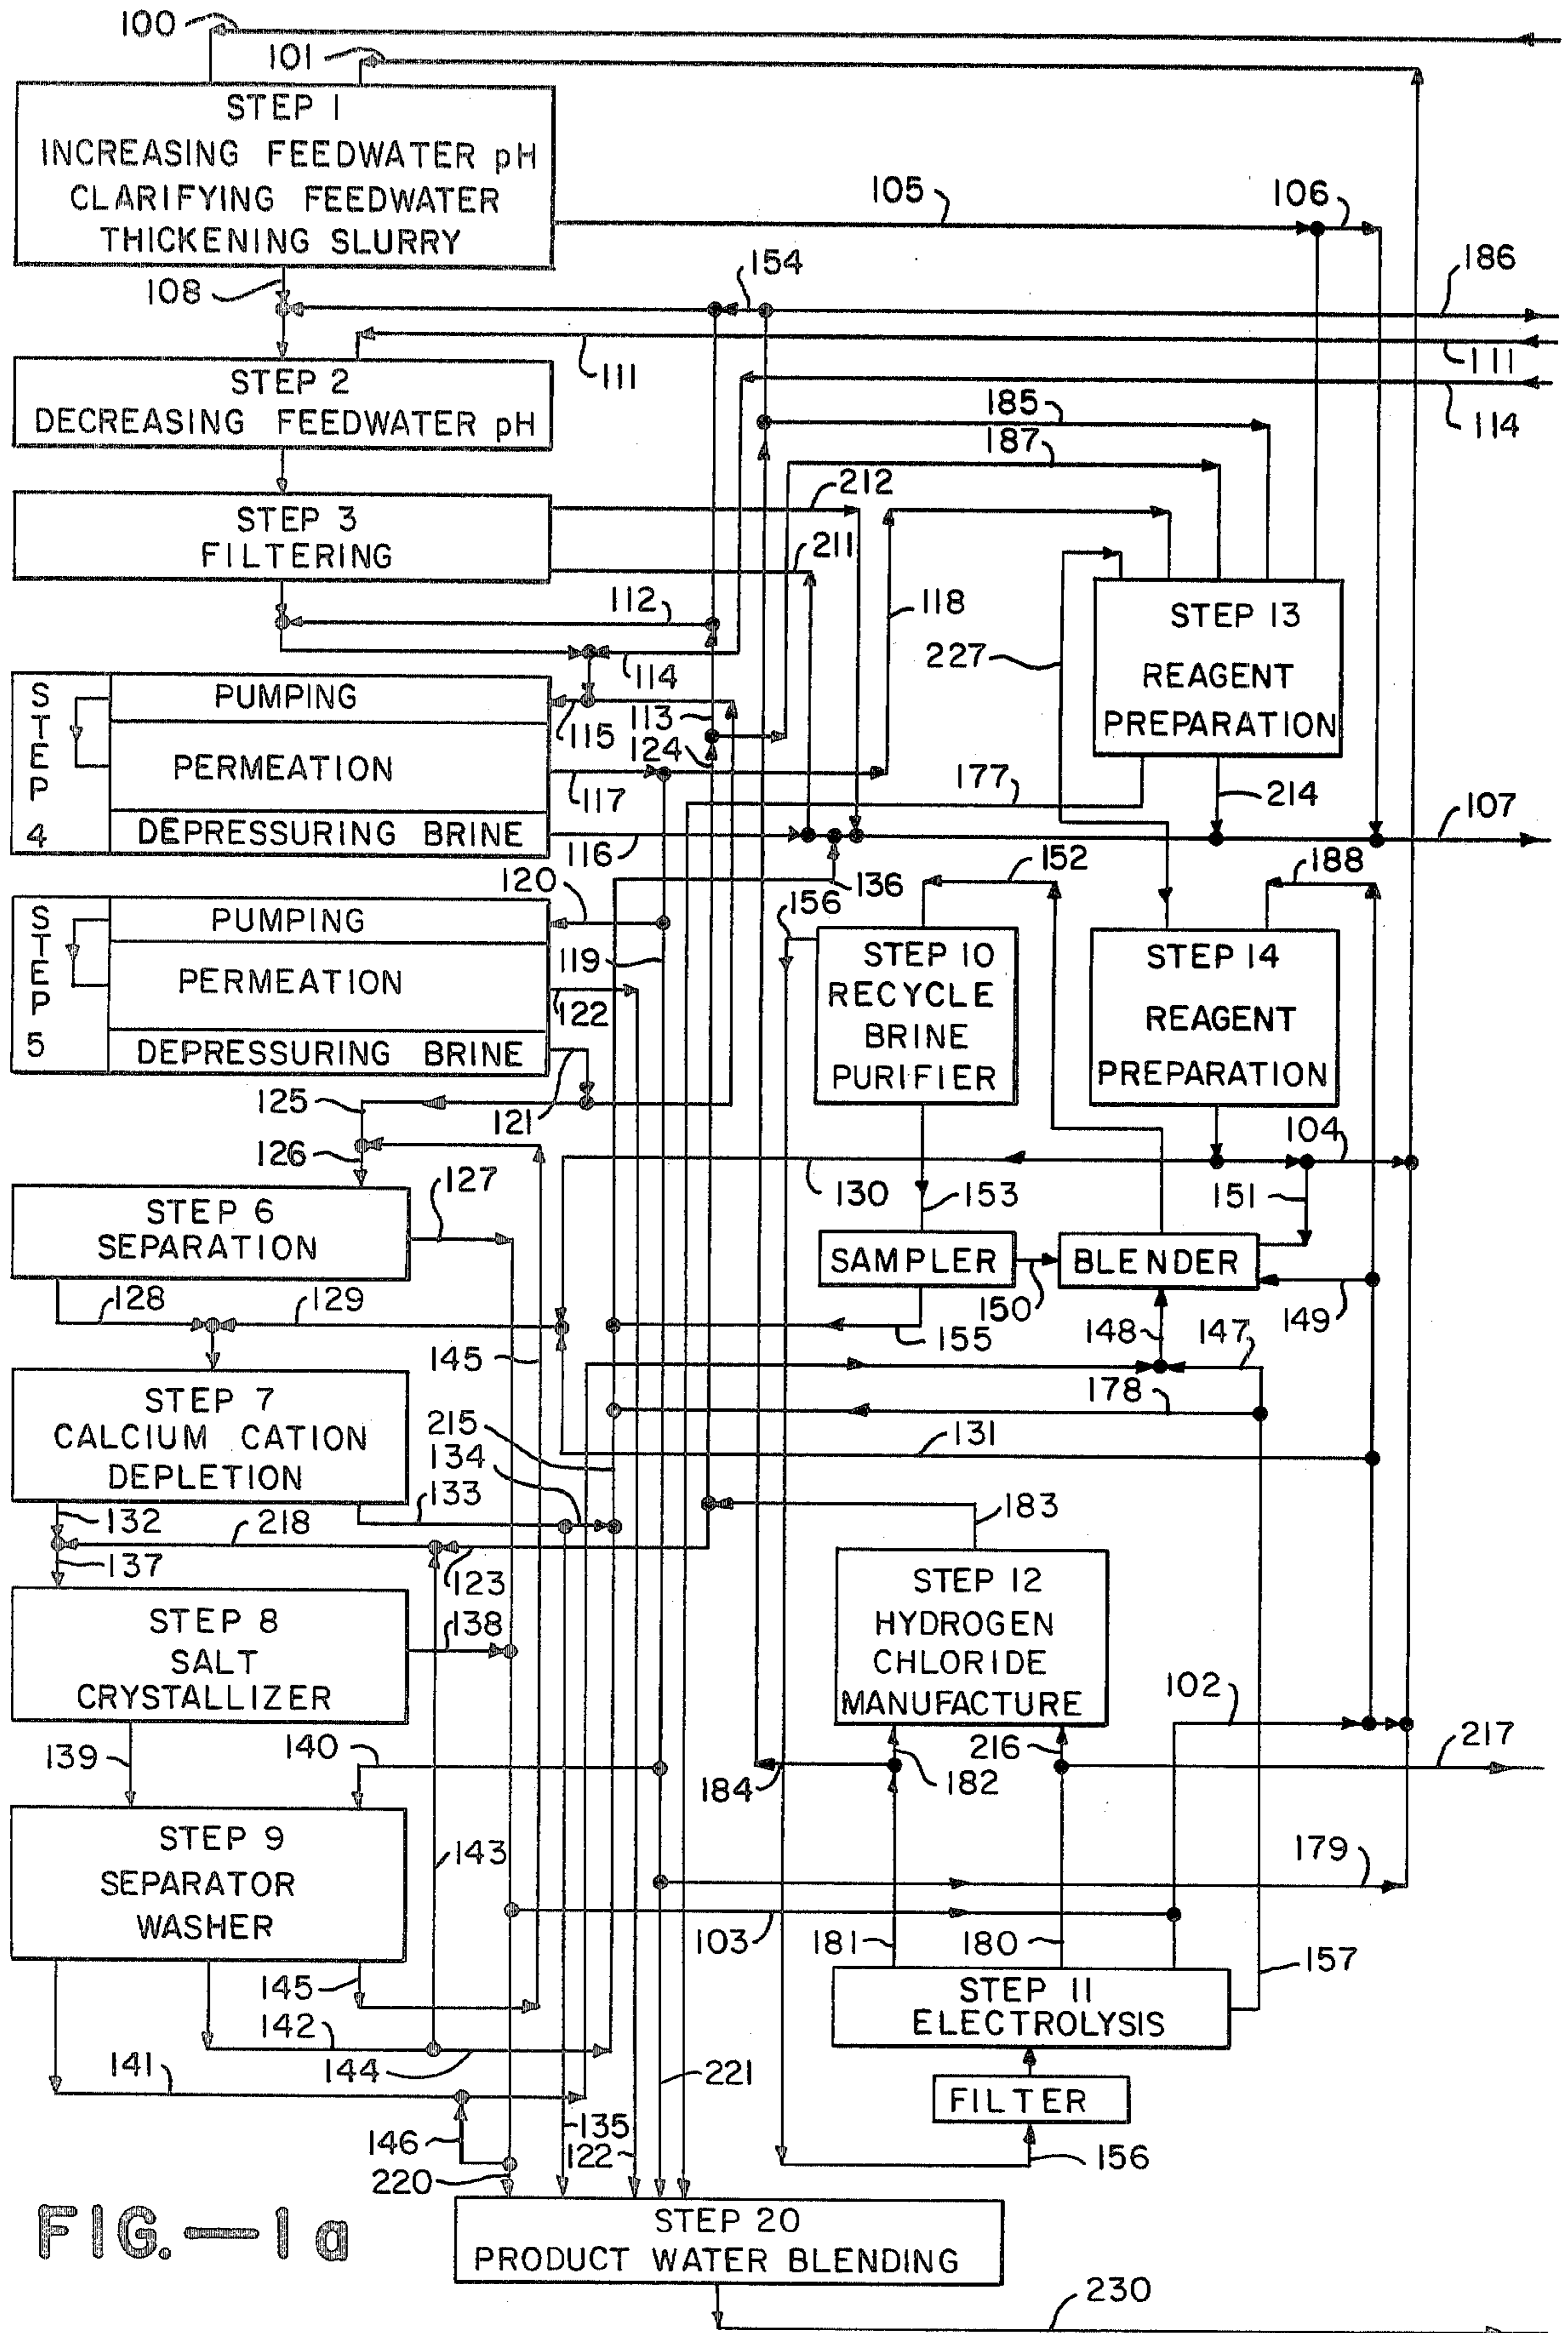 100
101
STEP 1
INCREASING FEEDWATER pH
CLARIFYING FEEDWATER
THICKENING SLURRY
105
106
108
154
186
111
111
STEP 2
DECREASING FEEDWATER pH
114
185
187
212
STEP 3
FILTERING
211
118
112
227
STEP 13
REAGENT
PREPARATION
114
STEP 4
PUMPING
115
113
124
PERMEATION
117
177
214
107
DEPRESSURING BRINE
116
136
152
188
120
156
STEP 5
PUMPING
119
PERMEATION
122
STEP 10
RECYCLE
BRINE
PURIFIER
STEP 14
REAGENT
PREPARATION
DEPRESSURING BRINE
121
125
126
104
130
153
151
127
STEP 6
SEPARATION
SAMPLER
BLENDER
150
149
128
129
155
148
147
145
178
STEP 7
CALCIUM CATION
DEPLETION
215
134
131
133
183
132
218
137
123
STEP 12
HYDROGEN
CHLORIDE
MANUFACTURE
STEP 8
SALT
CRYSTALLIZER
138
102
139
140
216
217
184
182
STEP 9
SEPARATOR
WASHER
143
179
103
181
180
157
145
STEP 11
ELECTROLYSIS
142
144
141
221
FILTER
135
146
122
156
220
STEP 20
PRODUCT WATER BLENDING
230
FIG.—1a